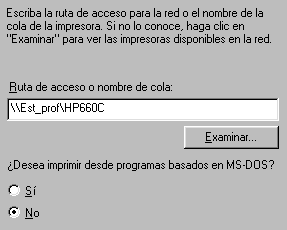 Escriba la ruta de acceso para la red o el nombre de la
cola de la impresora. Si no lo conoce, haga clic en
"Examinar" para ver las impresoras disponibles en la red.
Ruta de acceso o nombre de cola:
\\Est_prof\HP660C
Examinar...
¿Desea imprimir desde programas basados en MS-DOS?
Sí
No